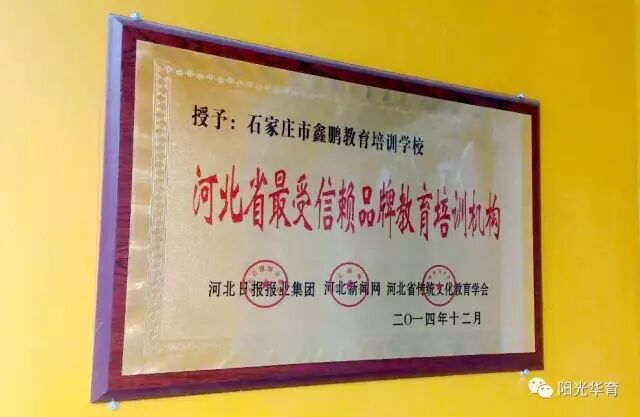 授予：石家庄市鑫鹏教育培训学校
河北省最受信赖品牌教育培训机构
河北日报报业集团 河北新闻网 河北省传统文化教育学会
二〇一四年十二月
阳光华育